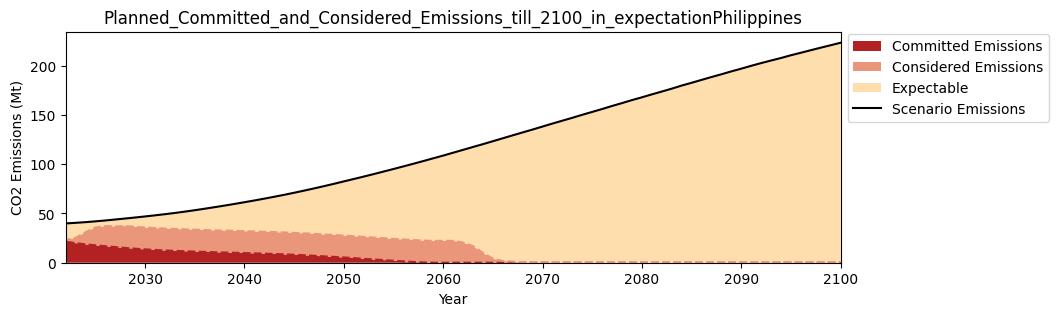 Planned_Committed_and_Considered_Emissions_till_2100_in_expectationPhilippines
CO2 Emissions (Mt)
200
150
100
50
0
2030 2040 2050 2060 2070 2080 2090 2100
Year
Committed Emissions
Considered Emissions
Expectable
Scenario Emissions